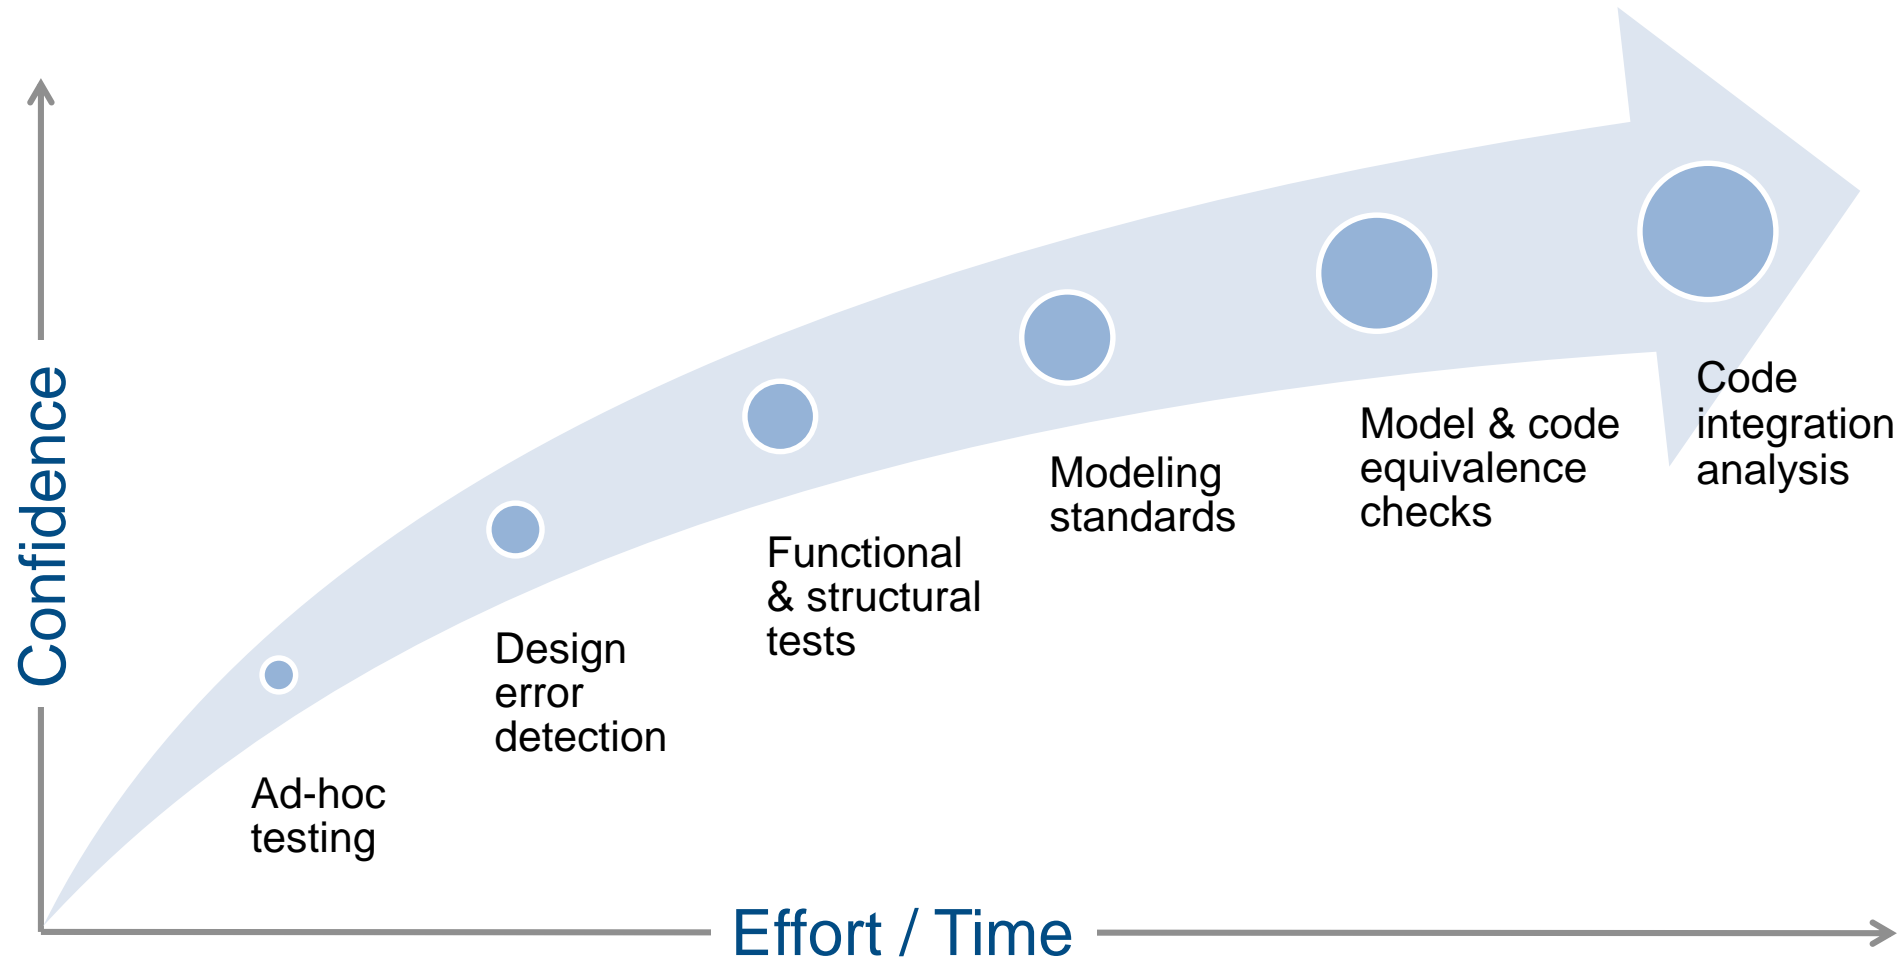 Confidence
Ad-hoc
testing
Design
error
detection
Functional
& structural
tests
Modeling
standards
Model & code
equivalence
checks
Code
integration
analysis
Effort / Time